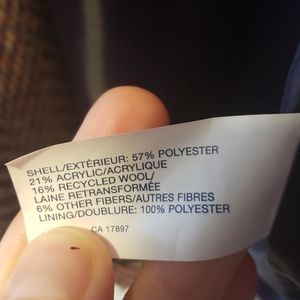 SHELL/EXTÉRIEUR: 57% POLYESTER
21% ACRYLIC/ACRYLIQUE
16% RECYCLED WOOL/
LAINE RETRANSFORMÉE
6% OTHER FIBERS/AUTRES FIBRES
LINING/DOUBLURE: 100% POLYESTER
CA 17897